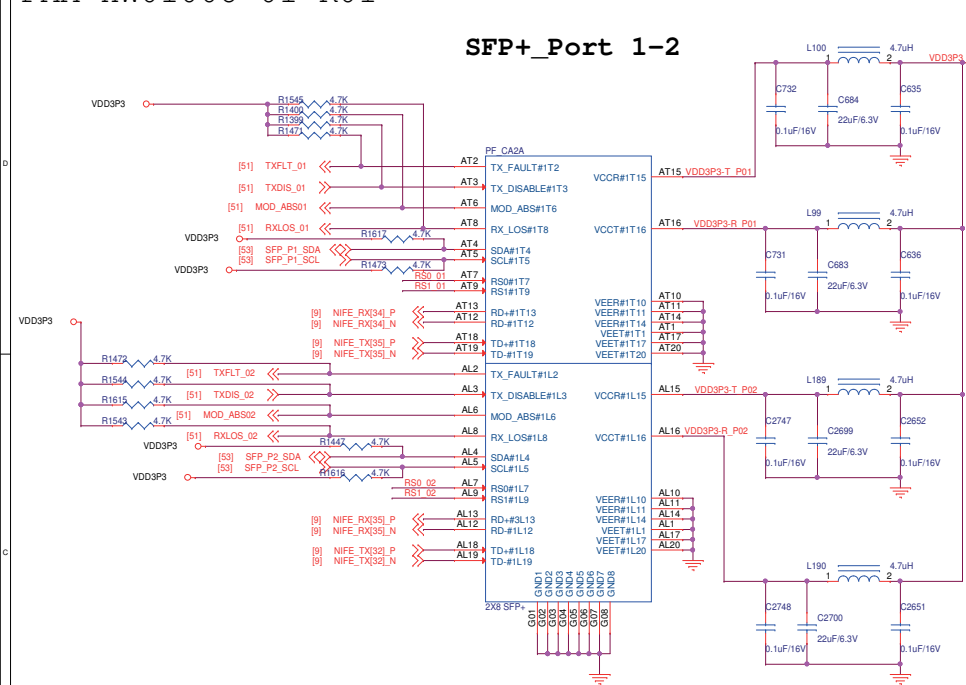 SFP+_Port 1-2
L100 4.7uH
1 2 VDD3P3
C732 C684 C635
0.1uF/16V 22uF/6.3V 0.1uF/16V
VDD3P3
R1545 4.7K
R1400 4.7K
R1399 4.7K
R1471 4.7K
PF_CA2A
D
[51] TXFLT_01 AT2 TX_FAULT#1T2
VCCR#1T15 AT15 VDD3P3-T_P01
[51] TXDIS_01 AT3 TX_DISABLE#1T3
[51] MOD_ABS01 AT6 MOD_ABS#1T6
[51] RXLOS_01 AT8 RX_LOS#1T8
VCCT#1T16 AT16 VDD3P3-R_P01
L99 4.7uH
1 2
C731 C683 C636
0.1uF/16V 22uF/6.3V 0.1uF/16V
VDD3P3 R1617 4.7K
[53] SFP_P1_SDA AT4 SDA#1T4
[53] SFP_P1_SCL AT5 SCL#1T5
VDD3P3 R1473 4.7K
RS0_01 AT7 RS0#1T7
RS1_01 AT9 RS1#1T9
[9] NIFE_RX[34]_P AT13 RD+#1T13
[9] NIFE_RX[34]_N AT12 RD-#1T12
[9] NIFE_TX[35]_P AT18 TD+#1T18
[9] NIFE_TX[35]_N AT19 TD-#1T19
VEER#1T10 AT10
VEER#1T11 AT11
VEER#1T14 AT14
VEET#1T1 AT1
VEET#1T17 AT17
VEET#1T20 AT20
VDD3P3
R1472 4.7K
R1544 4.7K
R1615 4.7K
R1543 4.7K
[51] TXFLT_02 AL2 TX_FAULT#1L2
[51] TXDIS_02 AL3 TX_DISABLE#1L3
[51] MOD_ABS02 AL6 MOD_ABS#1L6
[51] RXLOS_02 AL8 RX_LOS#1L8
VCCR#1L15 AL15 VDD3P3-T_P02
VCCT#1L16 AL16 VDD3P3-R_P02
L189 4.7uH
1 2
C2747 C2699 C2652
0.1uF/16V 22uF/6.3V 0.1uF/16V
VDD3P3 R1447 4.7K
[53] SFP_P2_SDA AL4 SDA#1L4
[53] SFP_P2_SCL AL5 SCL#1L5
VDD3P3 R1616 4.7K
RS0_02 AL7 RS0#1L7
RS1_02 AL9 RS1#1L9
[9] NIFE_RX[35]_P AL13 RD+#3L13
[9] NIFE_RX[35]_N AL12 RD-#1L12
[9] NIFE_TX[32]_P AL18 TD+#1L18
[9] NIFE_TX[32]_N AL19 TD-#1L19
VEER#1L10 AL10
VEER#1L11 AL11
VEER#1L14 AL14
VEET#1L1 AL1
VEET#1L17 AL17
VEET#1L20 AL20
C
L190 4.7uH
1 2
C2748 C2700 C2651
0.1uF/16V 22uF/6.3V 0.1uF/16V
GND1 GND2 GND3 GND4 GND5 GND6 GND7 GND8
2X8 SFP+
G01 G02 G03 G04 G05 G06 G07 G08